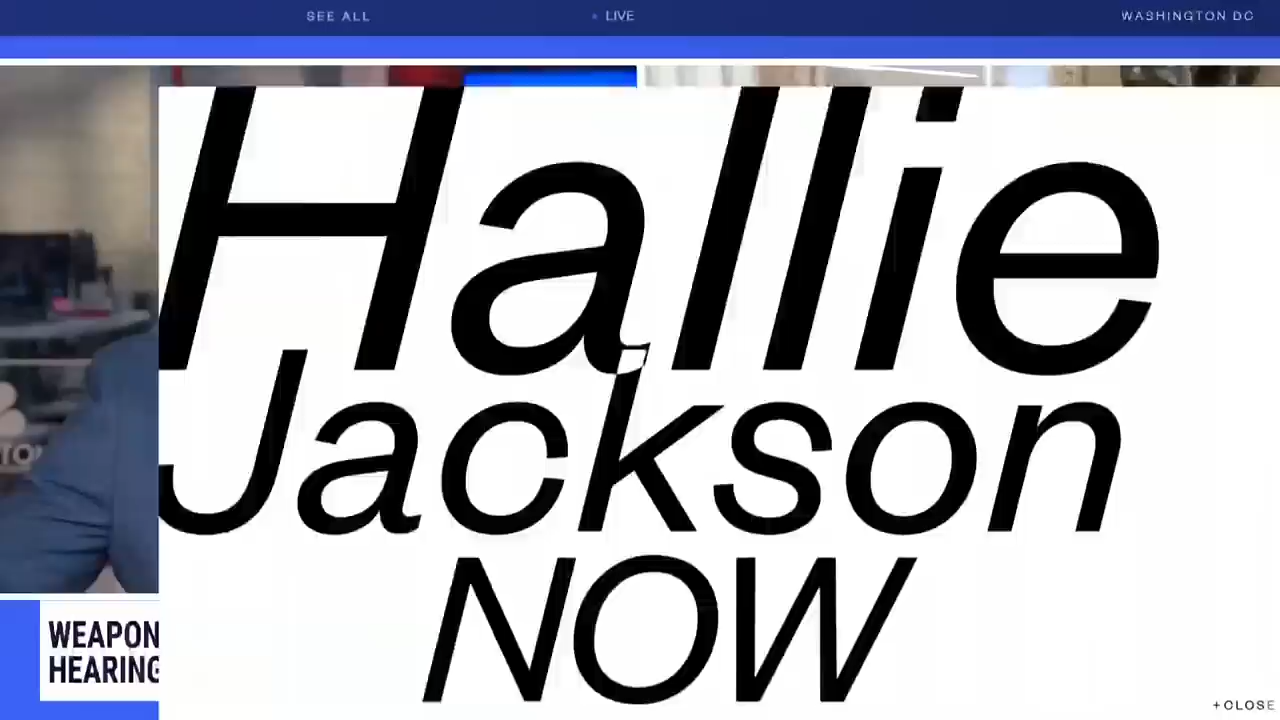 SEE ALL
LIVE
WASHINGTON DC
Hallie
Jackson
NOW
WEAPON
HEARING
+CLOSE